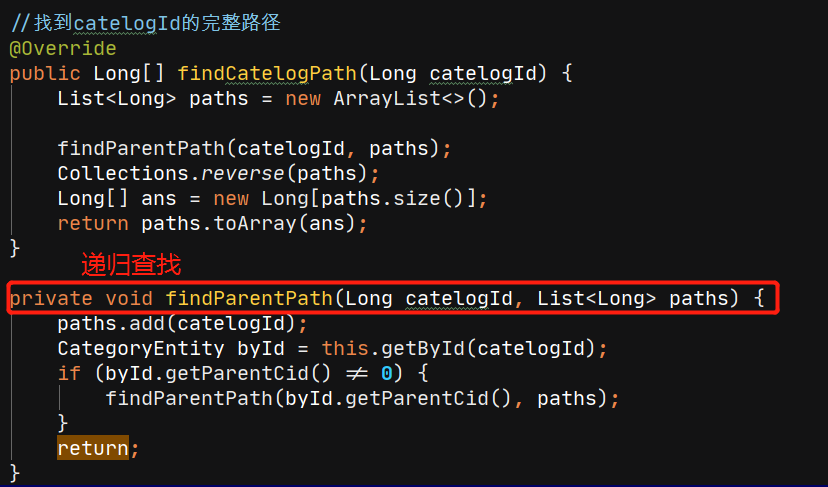 //找到catelogId的完整路径
@Override
public Long[] findCatelogPath(Long catelogId) {
    List<Long> paths = new ArrayList<>();
    findParentPath(catelogId, paths);
    Collections.reverse(paths);
    Long[] ans = new Long[paths.size()];
    return paths.toArray(ans);
}
递归查找
private void findParentPath(Long catelogId, List<Long> paths) {
    paths.add(catelogId);
    CategoryEntity byId = this.getById(catelogId);
    if (byId.getParentCid() != 0) {
        findParentPath(byId.getParentCid(), paths);
    }
    return;
}